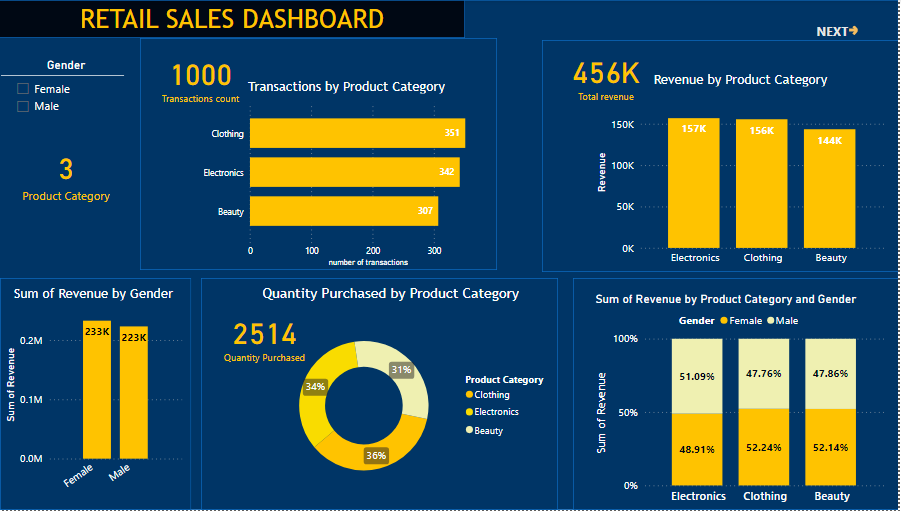 RETAIL SALES DASHBOARD
NEXT
Gender
Female
Male
3
Product Category
1000
Transactions count
Transactions by Product Category
Clothing
351
Electronics
342
Beauty
307
0 100 200 300
number of transactions
456K
Total revenue
Revenue by Product Category
Revenue
150K
100K
50K
0K
157K 156K 144K
Electronics Clothing Beauty
Sum of Revenue by Gender
Sum of Revenue
0.2M
0.1M
0.0M
233K 223K
Female Male
Quantity Purchased by Product Category
2514
Quantity Purchased
31%
34%
36%
Product Category
Clothing
Electronics
Beauty
Sum of Revenue by Product Category and Gender
Gender Female Male
Sum of Revenue
100%
50%
0%
51.09% 47.76% 47.86%
48.91% 52.24% 52.14%
Electronics Clothing Beauty